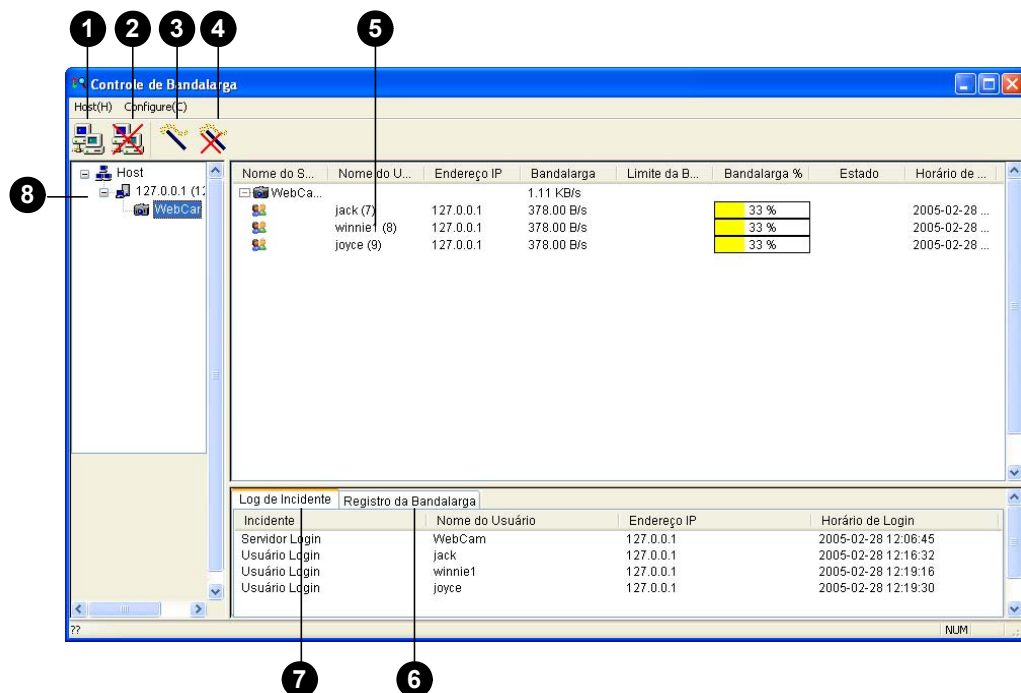 1 2 3 4 5
Controle de Bandalarga
Host(H) Configure(C)
8
Host
127.0.0.1 (12
WebCar
Nome do S... Nome do U... Endereço IP Bandalarga Limite da B... Bandalarga % Estado Horário de ...
WebCa... 1.11 KB/s
jack (7) 127.0.0.1 378.00 B/s 33 % 2005-02-28 ...
winnie1 (8) 127.0.0.1 378.00 B/s 33 % 2005-02-28 ...
joyce (9) 127.0.0.1 378.00 B/s 33 % 2005-02-28 ...
Log de Incidente Registro da Bandalarga
Incidente Nome do Usuário Endereço IP Horário de Login
Servidor Login WebCam 127.0.0.1 2005-02-28 12:06:45
Usuário Login jack 127.0.0.1 2005-02-28 12:16:32
Usuário Login winnie1 127.0.0.1 2005-02-28 12:19:16
Usuário Login joyce 127.0.0.1 2005-02-28 12:19:30
?? NUM
7 6